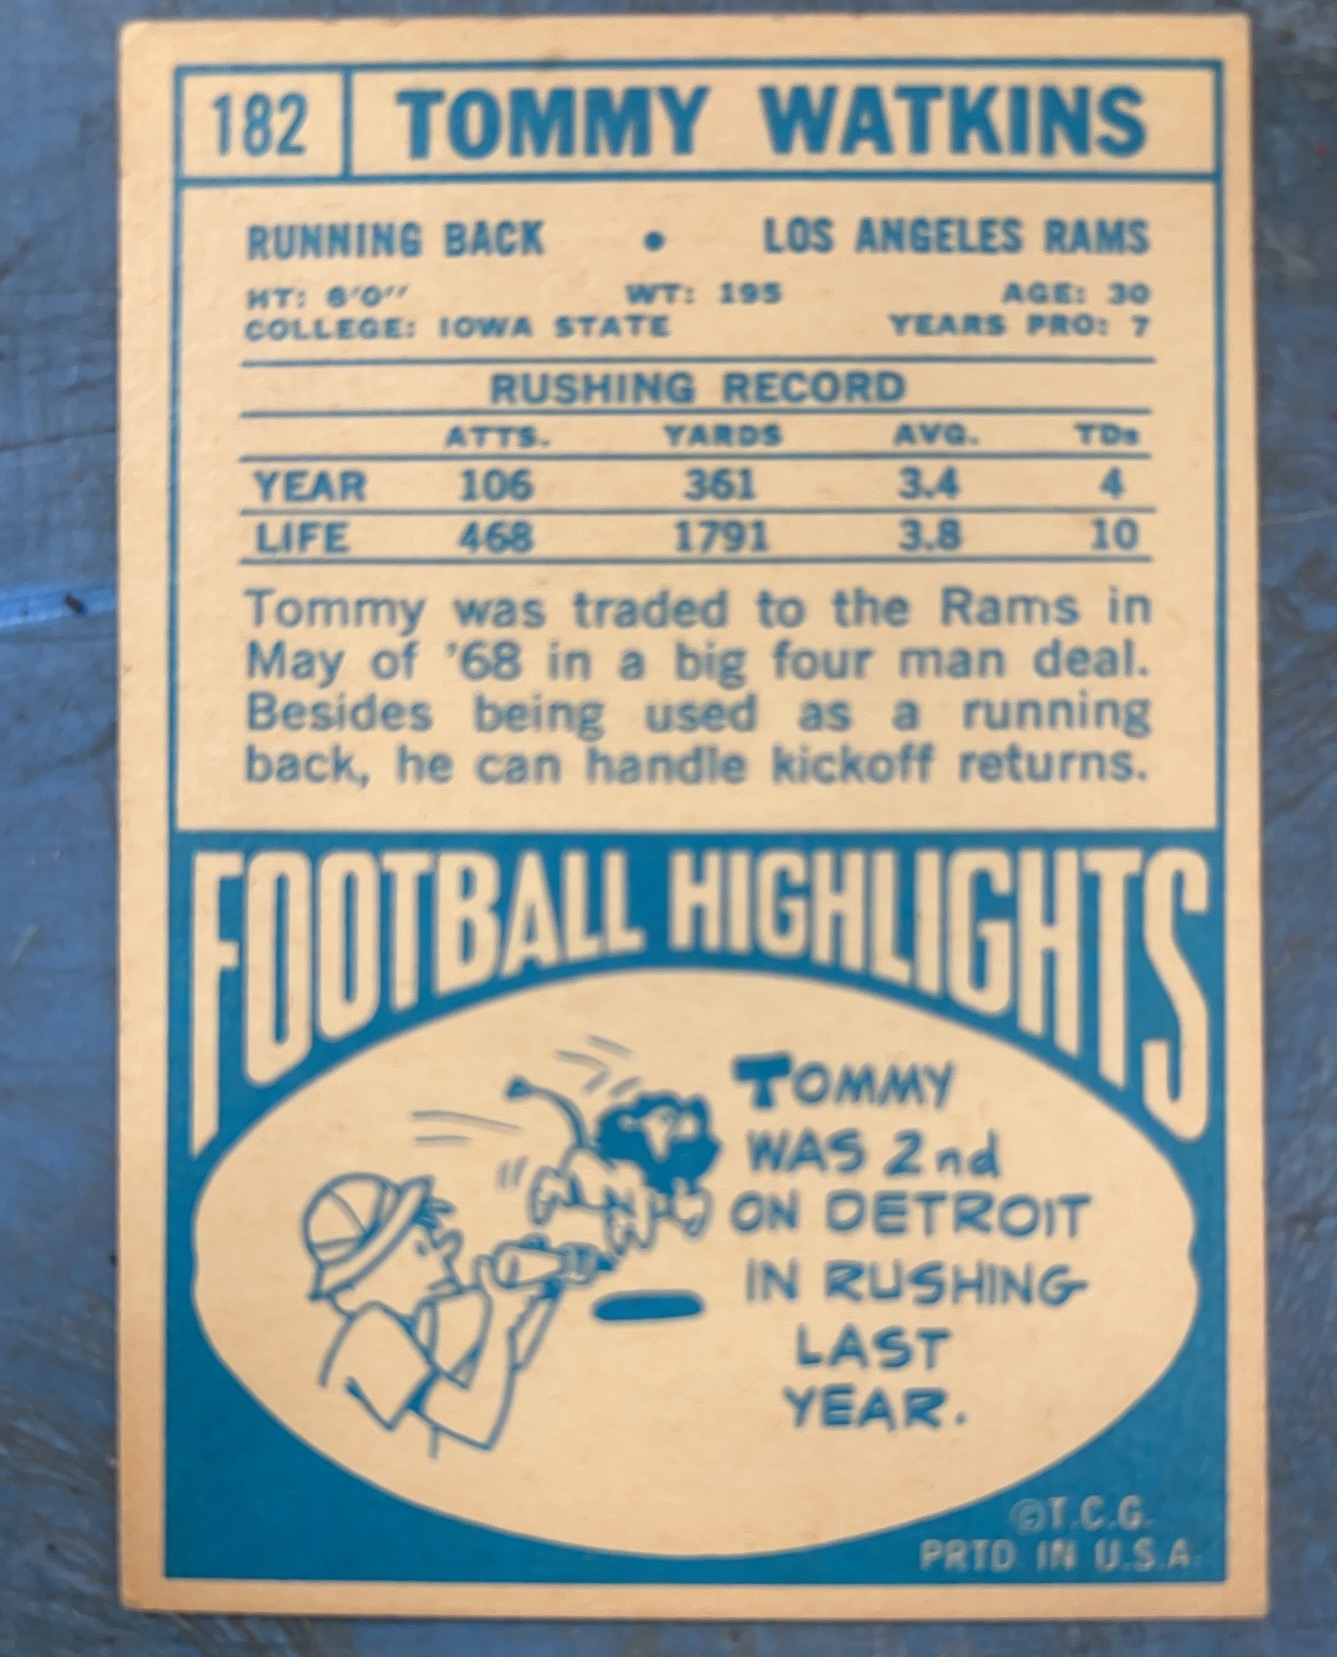 182 TOMMY WATKINS
RUNNING BACK • LOS ANGELES RAMS
HT: 6'0" WT: 195 AGE: 30
COLLEGE: IOWA STATE YEARS PRO: 7
RUSHING RECORD
ATTS. YARDS AVG. TDs
YEAR 106 361 3.4 4
LIFE 468 1791 3.8 10
Tommy was traded to the Rams in
May of '68 in a big four man deal.
Besides being used as a running
back, he can handle kickoff returns.
FOOTBALL HIGHLIGHTS
TOMMY
WAS 2nd
ON DETROIT
IN RUSHING
LAST
YEAR.
©T.C.G.
PRTD IN U.S.A.